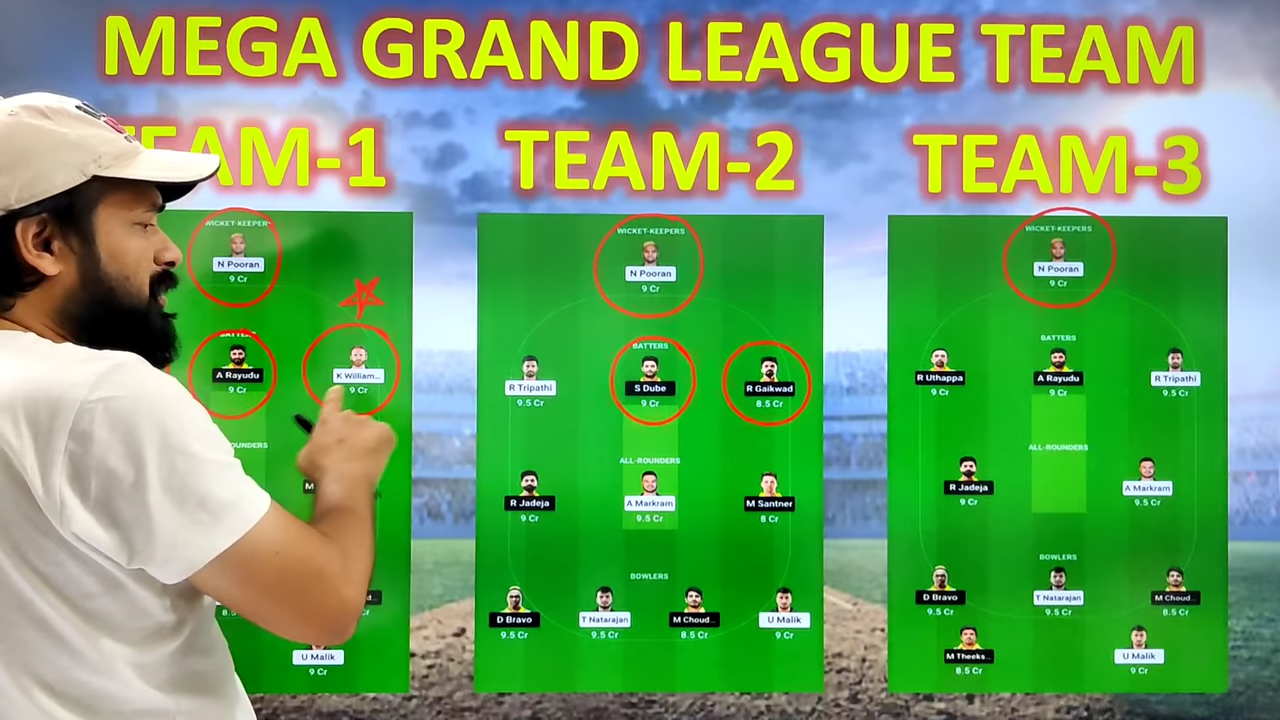 MEGA GRAND LEAGUE TEAM
TEAM-1
WICKET-KEEPERS
N Pooran
9 Cr
BATTERS
A Rayudu
9 Cr
K William...
9 Cr
U Malik
9 Cr
TEAM-2
WICKET-KEEPERS
N Pooran
9 Cr
BATTERS
R Tripathi
9.5 Cr
S Dube
9 Cr
R Gaikwad
8.5 Cr
ALL-ROUNDERS
R Jadeja
9 Cr
A Markram
9.5 Cr
M Santner
8 Cr
BOWLERS
D Bravo
9.5 Cr
T Natarajan
9.5 Cr
M Choud...
8.5 Cr
U Malik
9 Cr
TEAM-3
WICKET-KEEPERS
N Pooran
9 Cr
BATTERS
R Uthappa
9 Cr
A Rayudu
9 Cr
R Tripathi
9.5 Cr
ALL-ROUNDERS
R Jadeja
9 Cr
A Markram
9.5 Cr
BOWLERS
D Bravo
9.5 Cr
T Natarajan
9.5 Cr
M Choud...
8.5 Cr
M Theeks...
8.5 Cr
U Malik
9 Cr